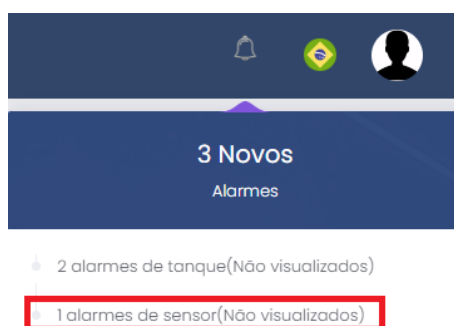 3 Novos
Alarmes
2 alarmes de tanque(Não visualizados)
1 alarmes de sensor(Não visualizados)